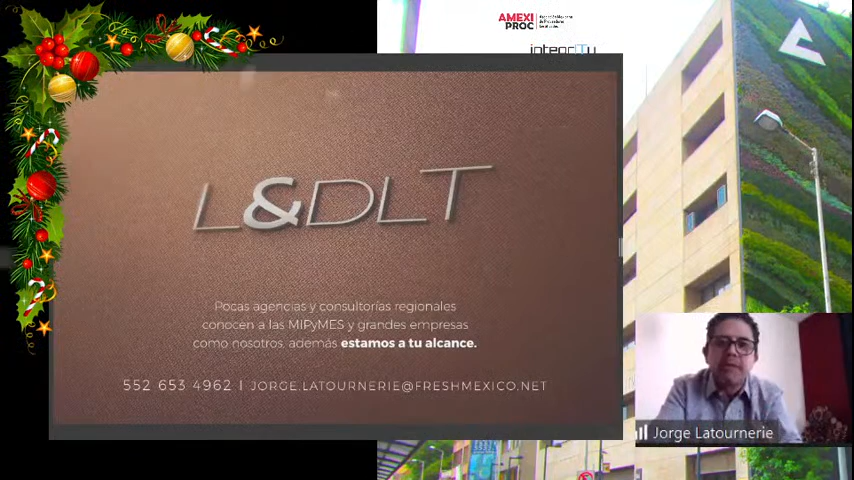 AMEXI
PROC
integrITy
L&DLT
Pocas agencias y consultorías regionales
conocen a las MIPyMES y grandes empresas
como nosotros, además estamos a tu alcance.
552 653 4962 | JORGE.LATOURNERIE@FRESHMEXICO.NET
Jorge Latournerie